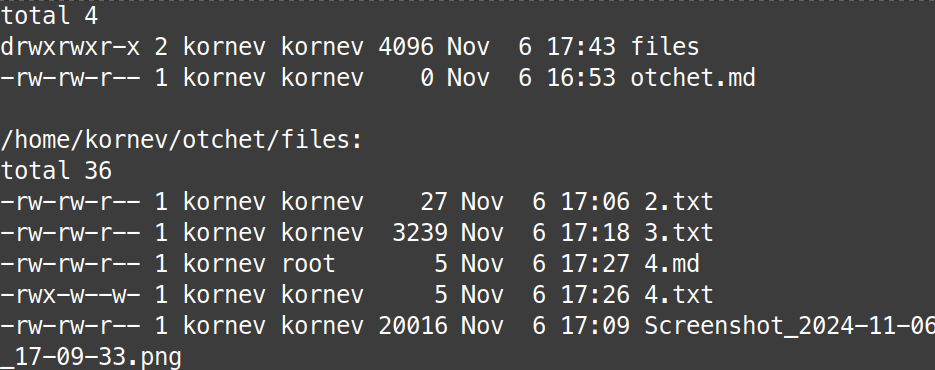 total 4
drwxrwxr-x 2 kornev kornev 4096 Nov  6 17:43 files
-rw-rw-r-- 1 kornev kornev    0 Nov  6 16:53 otchet.md

/home/kornev/otchet/files:
total 36
-rw-rw-r-- 1 kornev kornev    27 Nov  6 17:06 2.txt
-rw-rw-r-- 1 kornev kornev  3239 Nov  6 17:18 3.txt
-rw-rw-r-- 1 kornev root       5 Nov  6 17:27 4.md
-rwx-w--w- 1 kornev kornev     5 Nov  6 17:26 4.txt
-rw-rw-r-- 1 kornev kornev 20016 Nov  6 17:09 Screenshot_2024-11-06
_17-09-33.png